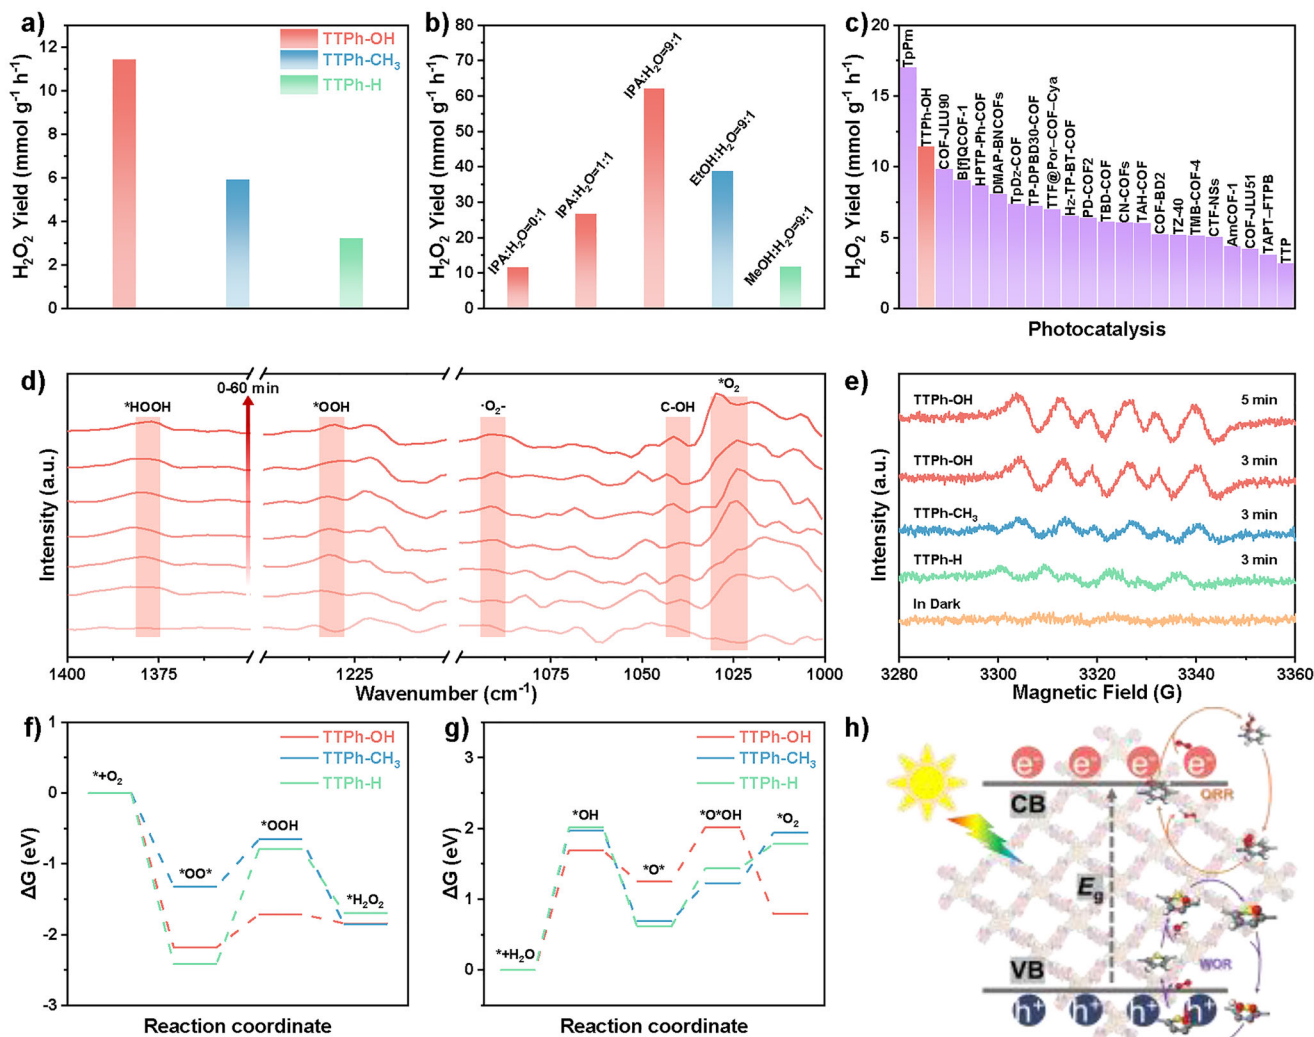 a)
H₂O₂ Yield (mmol g⁻¹ h⁻¹)
12
11
10
9
8
7
6
5
4
3
2
1
0
TTPh-OH
TTPh-CH₃
TTPh-H
b)
H₂O₂ Yield (mmol g⁻¹ h⁻¹)
80
70
60
50
40
30
20
10
0
IPA:H₂O=0:1
IPA:H₂O=1:1
IPA:H₂O=9:1
EtOH:H₂O=9:1
MeOH:H₂O=9:1
c)
H₂O₂ Yield (mmol g⁻¹ h⁻¹)
20
15
10
5
0
TpPm
TTPh-OH
COF-JLU90
B[f]QCOF-1
HPTP-Ph-COF
DMAP-BNCOFs
TpDz-COF
TP-DPBD30-COF
TTF@Por–COF–Cya
Hz-TP-BT-COF
PD-COF2
TBD-COF
CN-COFs
TAH-COF
COF-BD2
TZ-40
TMB-COF-4
CTF-NSs
AmCOF-1
COF-JLU51
TAPT–FTPB
TTP
Photocatalysis
d)
Intensity (a.u.)
0-60 min
*HOOH
*OOH
·O₂-
C-OH
*O₂
1400 1375 1225 1075 1050 1025 1000
Wavenumber (cm⁻¹)
e)
Intensity (a.u.)
TTPh-OH 5 min
TTPh-OH 3 min
TTPh-CH₃ 3 min
TTPh-H 3 min
In Dark
3280 3300 3320 3340 3360
Magnetic Field (G)
f)
ΔG (eV)
1
0
-1
-2
-3
TTPh-OH
TTPh-CH₃
TTPh-H
*+O₂
*OO*
*OOH
*H₂O₂
Reaction coordinate
g)
ΔG (eV)
3
2
1
0
TTPh-OH
TTPh-CH₃
TTPh-H
*+H₂O
*OH
*O*
*O*OH
*O₂
Reaction coordinate
h)
e⁻ e⁻ e⁻ e⁻
CB
ORR
Eg
WOR
VB
h⁺ h⁺ h⁺ h⁺